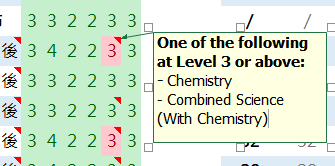 3 3 2 2 3 3 / /
後 3 4 2 2 3 3
後 3 3 2 2 3 3
後 3 3 2 2 3 3
後 3 4 2 2 3 3
後 3 3 2 2 3 3
One of the following
at Level 3 or above:
- Chemistry
- Combined Science
(With Chemistry)